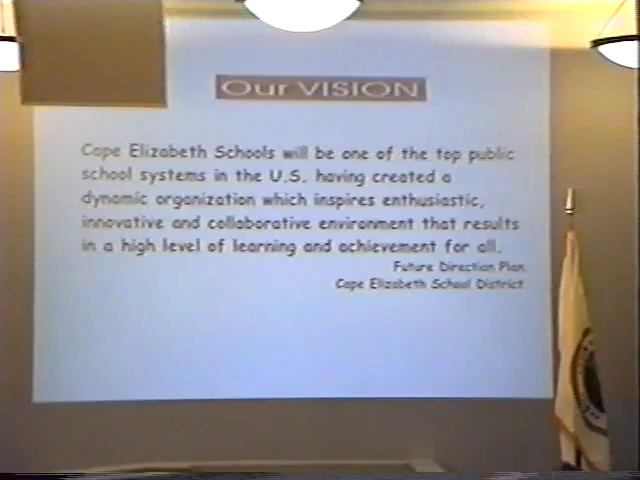 Our VISION
Cape Elizabeth Schools will be one of the top public
school systems in the U.S. having created a
dynamic organization which inspires enthusiastic,
innovative and collaborative environment that results
in a high level of learning and achievement for all.
Future Direction Plan
Cape Elizabeth School District